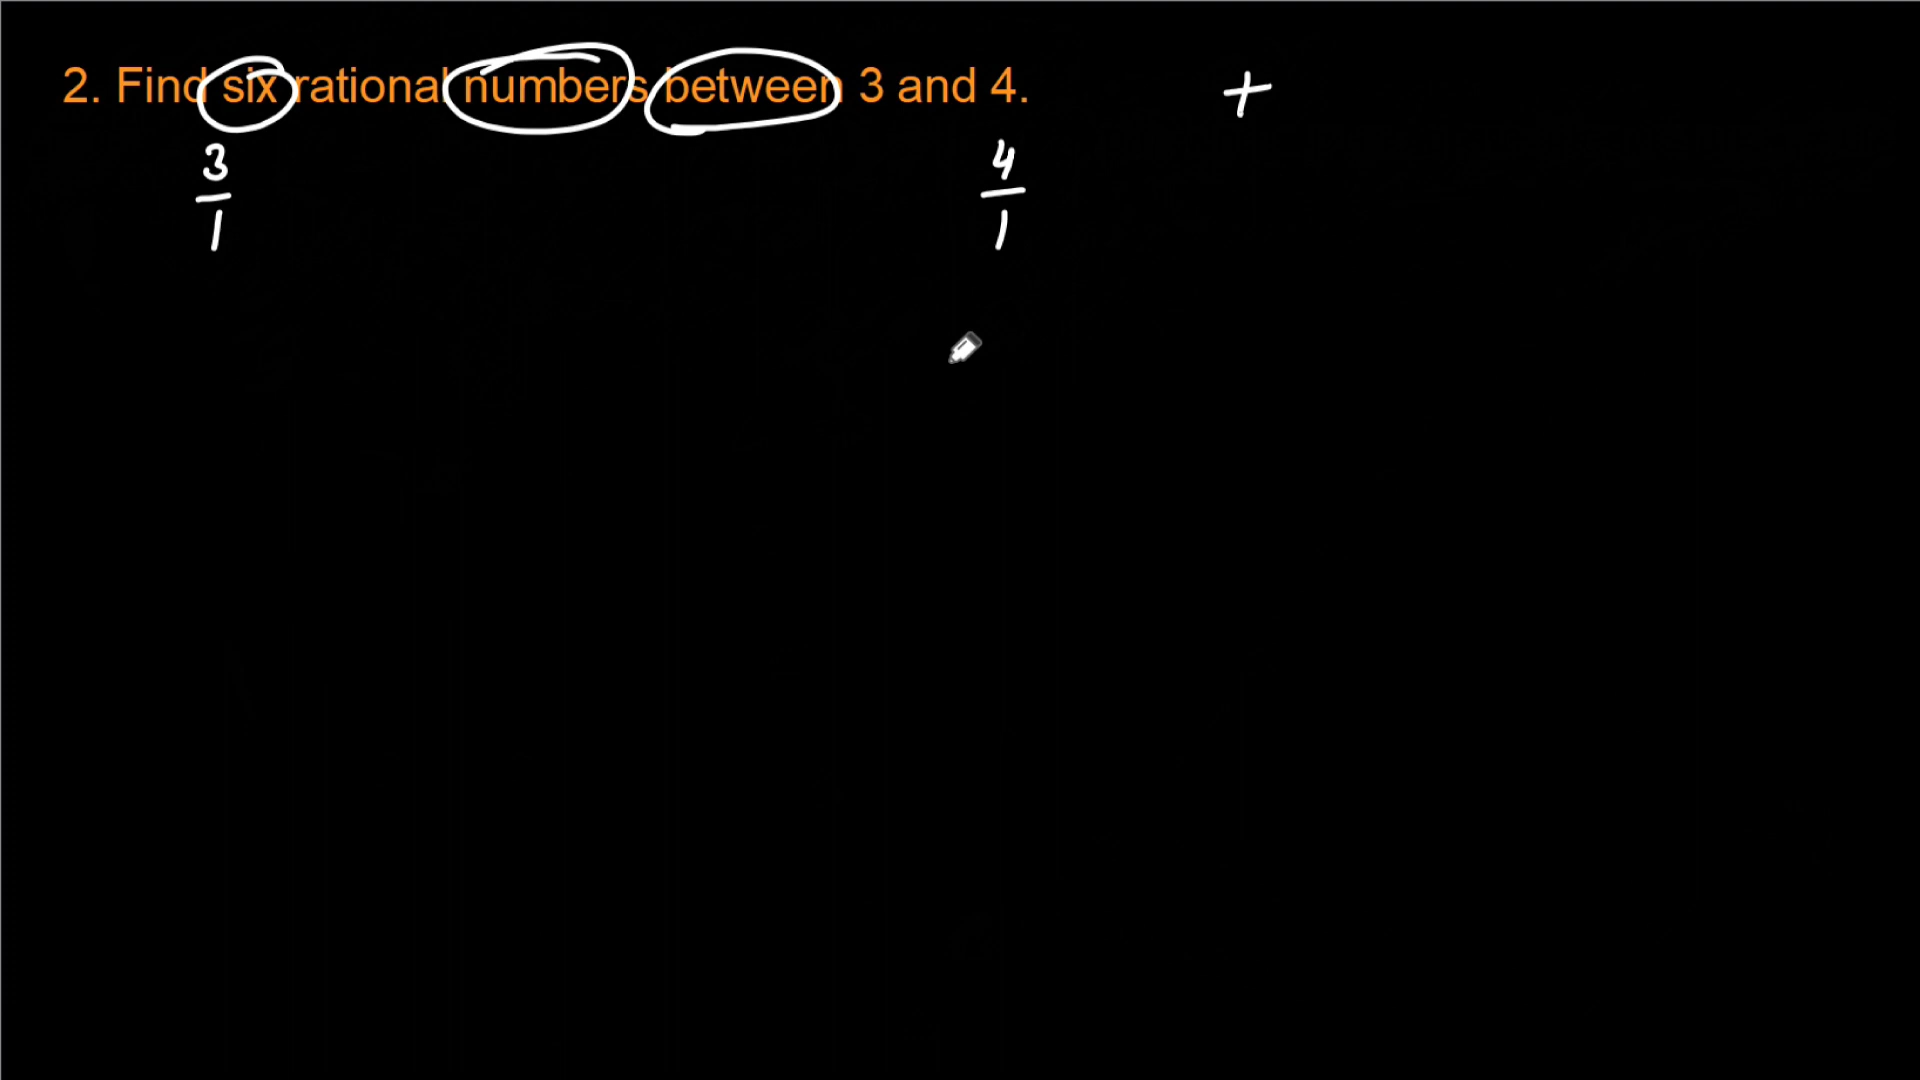 2. Find six rational numbers between 3 and 4. +
3/1 4/1